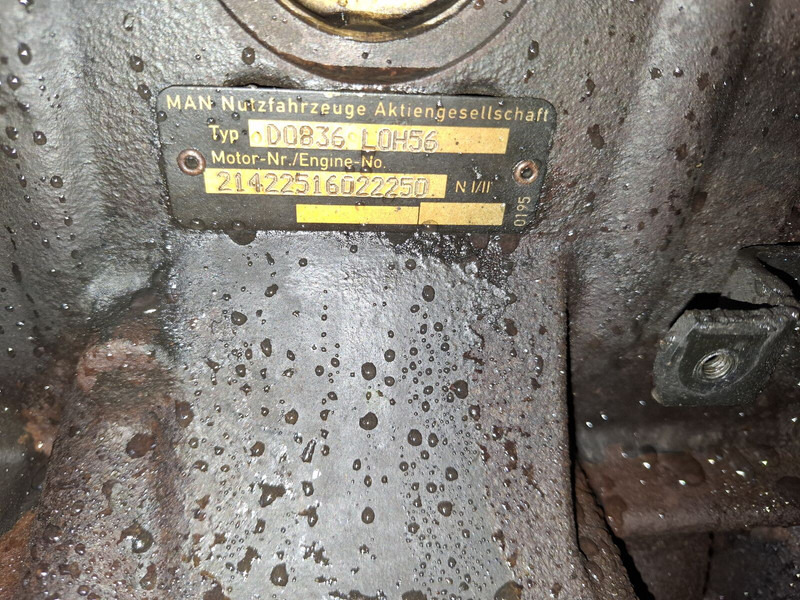 MAN Nutzfahrzeuge Aktiengesellschaft
Typ D0836 LOH56
Motor-Nr./Engine-No.
21422516022250 N I/II
0195